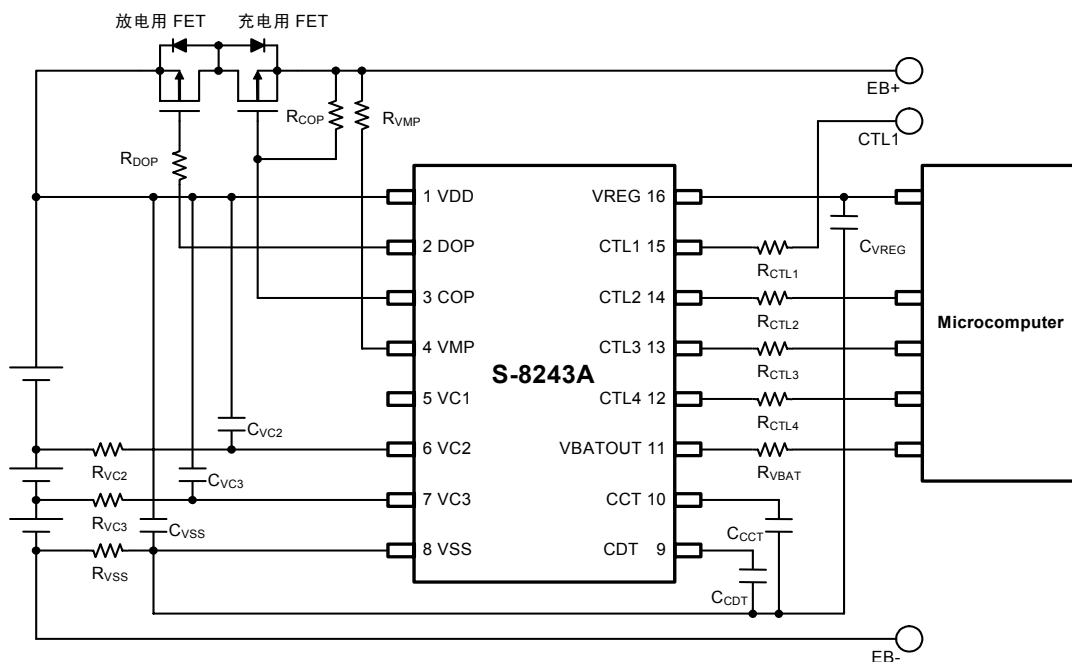 放电用 FET
充电用 FET
EB+
RCOP
RVMP
CTL1
RDOP
1 VDD
VREG 16
2 DOP
CTL1 15
CVREG
RCTL1
3 COP
CTL2 14
RCTL2
Microcomputer
4 VMP
CTL3 13
S-8243A
RCTL3
5 VC1
CTL4 12
CVC2
RCTL4
6 VC2
VBATOUT 11
RVC2
CVC3
RVBAT
7 VC3
CCT 10
RVC3
CVSS
CCCT
8 VSS
CDT 9
RVSS
CCDT
EB-